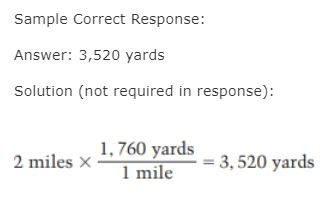 Sample Correct Response:
Answer: 3,520 yards
Solution (not required in response):
2 miles × 1,760 yards / 1 mile = 3,520 yards